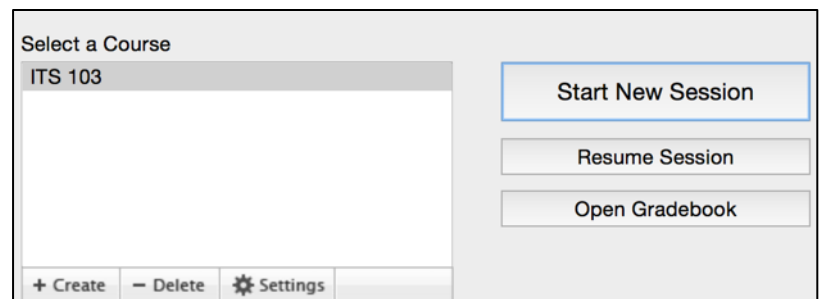 Select a Course
ITS 103
Start New Session
Resume Session
Open Gradebook
+ Create − Delete Settings